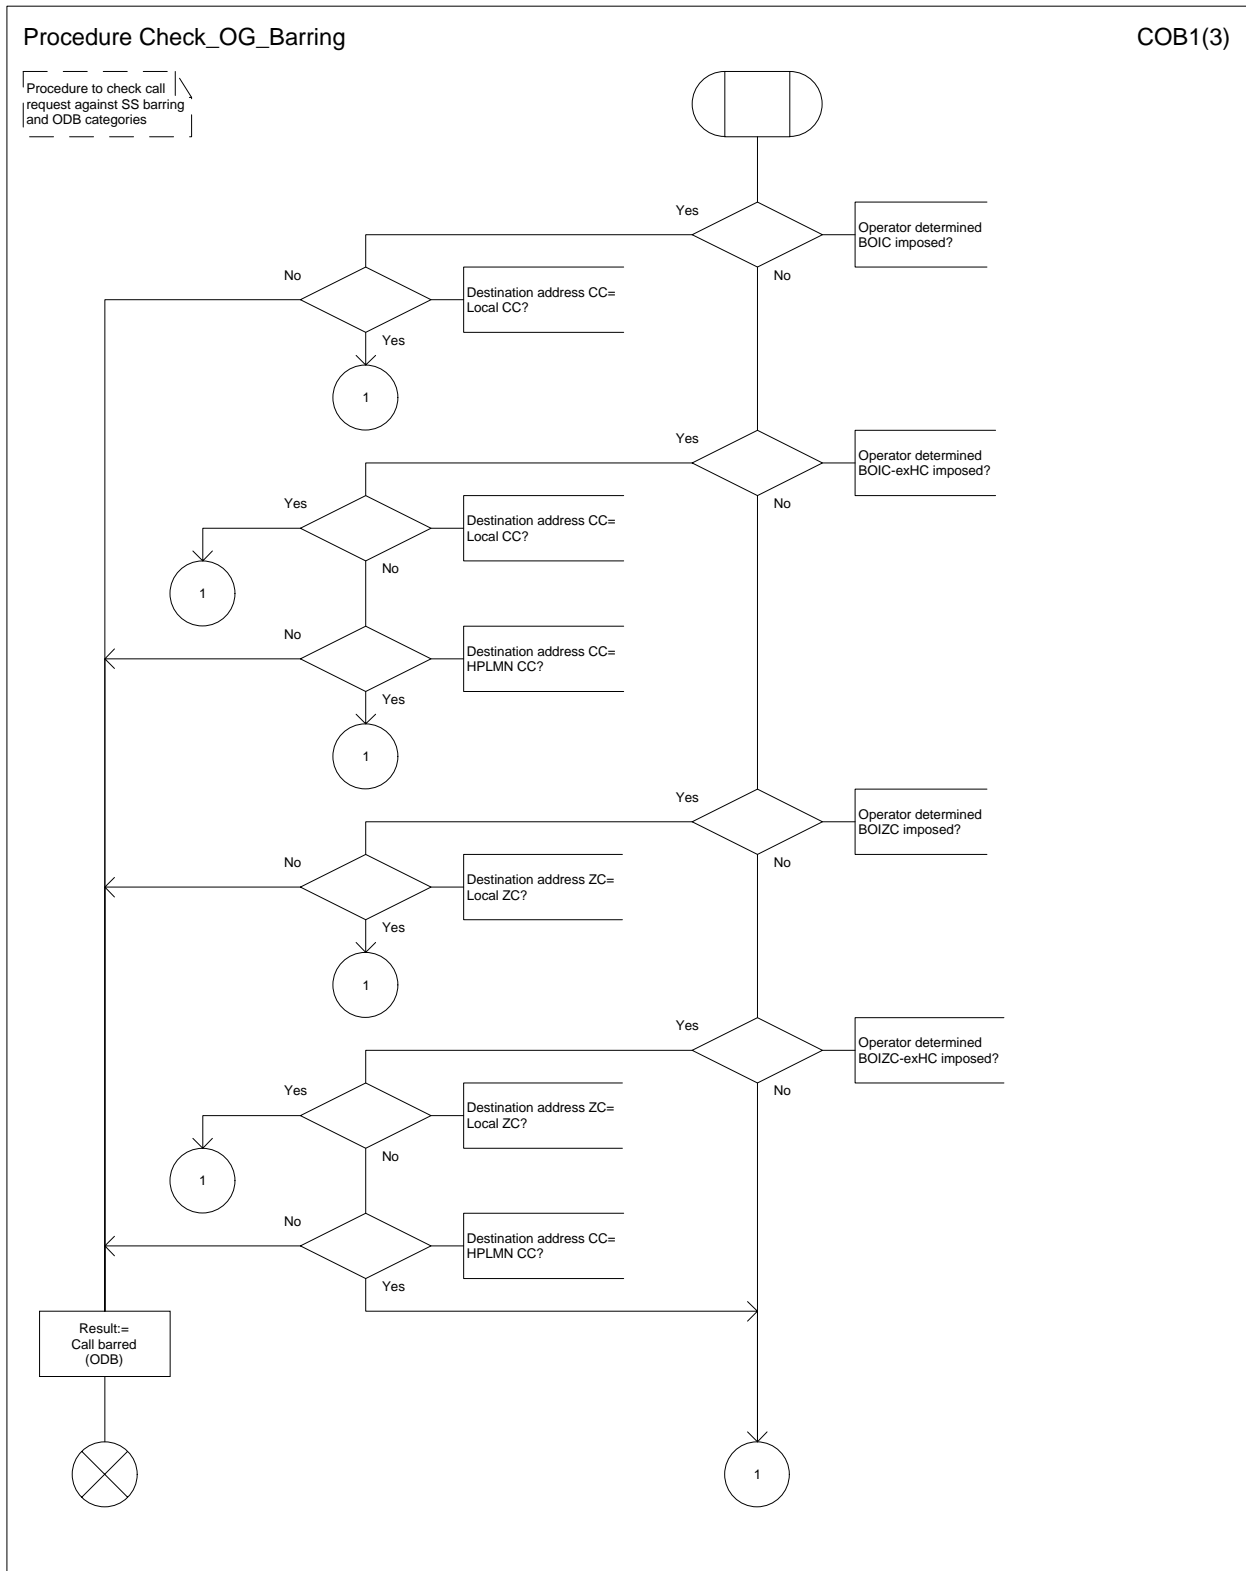 Procedure Check_OG_Barring
COB1(3)
Procedure to check call
request against SS barring
and ODB categories
Yes
Operator determined
BOIC imposed?
No
No
Destination address CC=
Local CC?
Yes
1
Yes
Operator determined
BOIC-exHC imposed?
No
Yes
Destination address CC=
Local CC?
No
1
No
Destination address CC=
HPLMN CC?
Yes
1
Yes
Operator determined
BOIZC imposed?
No
No
Destination address ZC=
Local ZC?
Yes
1
Yes
Operator determined
BOIZC-exHC imposed?
No
Yes
Destination address ZC=
Local ZC?
No
1
No
Destination address CC=
HPLMN CC?
Yes
Result:=
Call barred
(ODB)
1